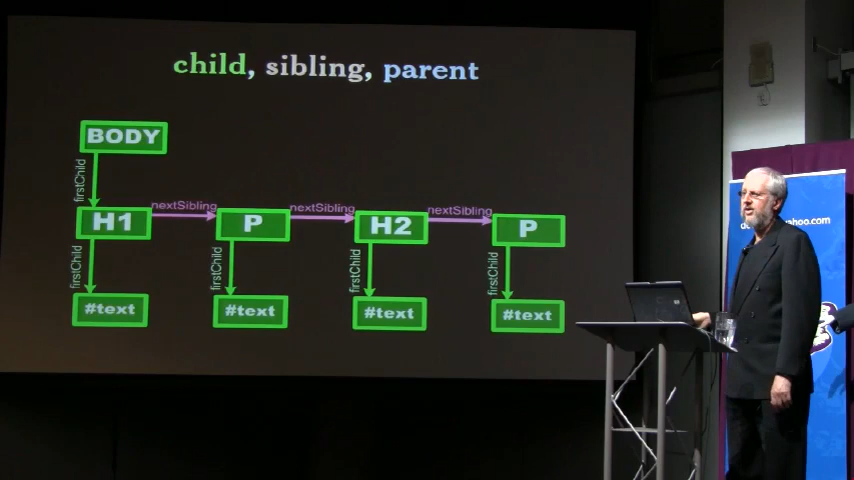 child, sibling, parent
BODY
firstChild
H1
nextSibling
P
nextSibling
H2
nextSibling
P
firstChild
firstChild
firstChild
firstChild
#text
#text
#text
#text
hoo.com